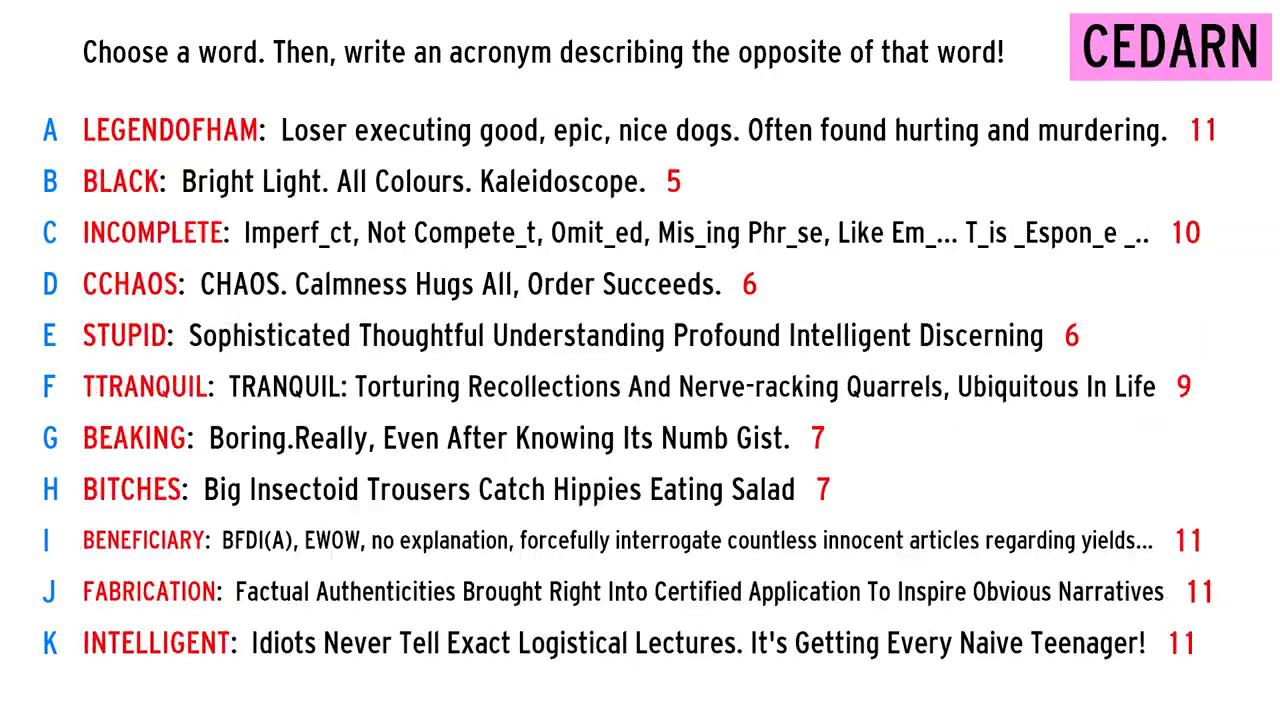 Choose a word. Then, write an acronym describing the opposite of that word!
CEDARN
A LEGENDOFHAM: Loser executing good, epic, nice dogs. Often found hurting and murdering. 11
B BLACK: Bright Light. All Colours. Kaleidoscope. 5
C INCOMPLETE: Imperf_ct, Not Compete_t, Omit_ed, Mis_ing Phr_se, Like Em_... T_is _Espon_e _.. 10
D CCHAOS: CHAOS. Calmness Hugs All, Order Succeeds. 6
E STUPID: Sophisticated Thoughtful Understanding Profound Intelligent Discerning 6
F TTRANQUIL: TRANQUIL: Torturing Recollections And Nerve-racking Quarrels, Ubiquitous In Life 9
G BEAKING: Boring.Really, Even After Knowing Its Numb Gist. 7
H BITCHES: Big Insectoid Trousers Catch Hippies Eating Salad 7
I BENEFICIARY: BFDI(A), EWOW, no explanation, forcefully interrogate countless innocent articles regarding yields... 11
J FABRICATION: Factual Authenticities Brought Right Into Certified Application To Inspire Obvious Narratives 11
K INTELLIGENT: Idiots Never Tell Exact Logistical Lectures. It's Getting Every Naive Teenager! 11